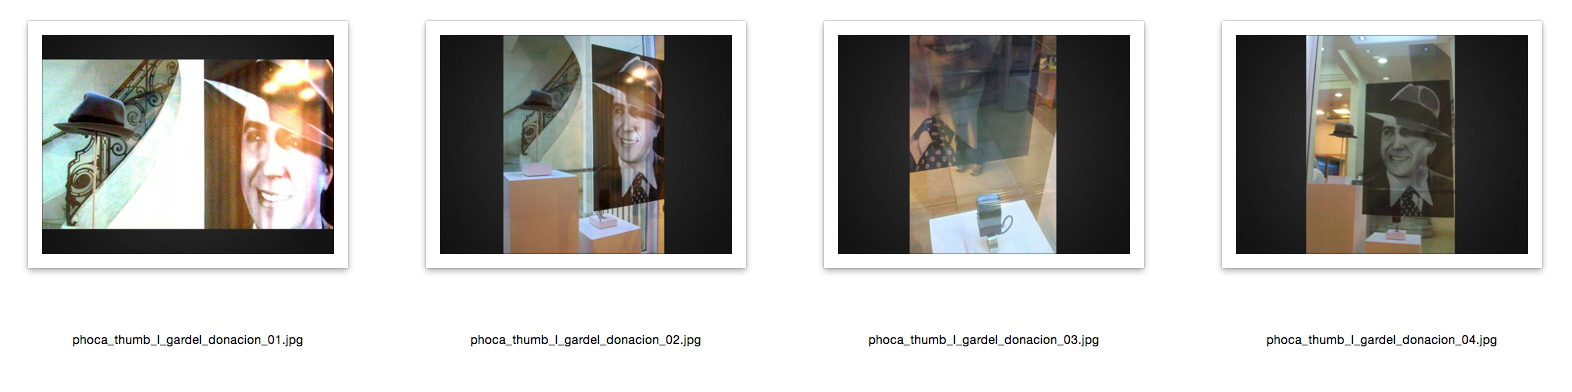 phoca_thumb_l_gardel_donacion_01.jpg
phoca_thumb_l_gardel_donacion_02.jpg
phoca_thumb_l_gardel_donacion_03.jpg
phoca_thumb_l_gardel_donacion_04.jpg